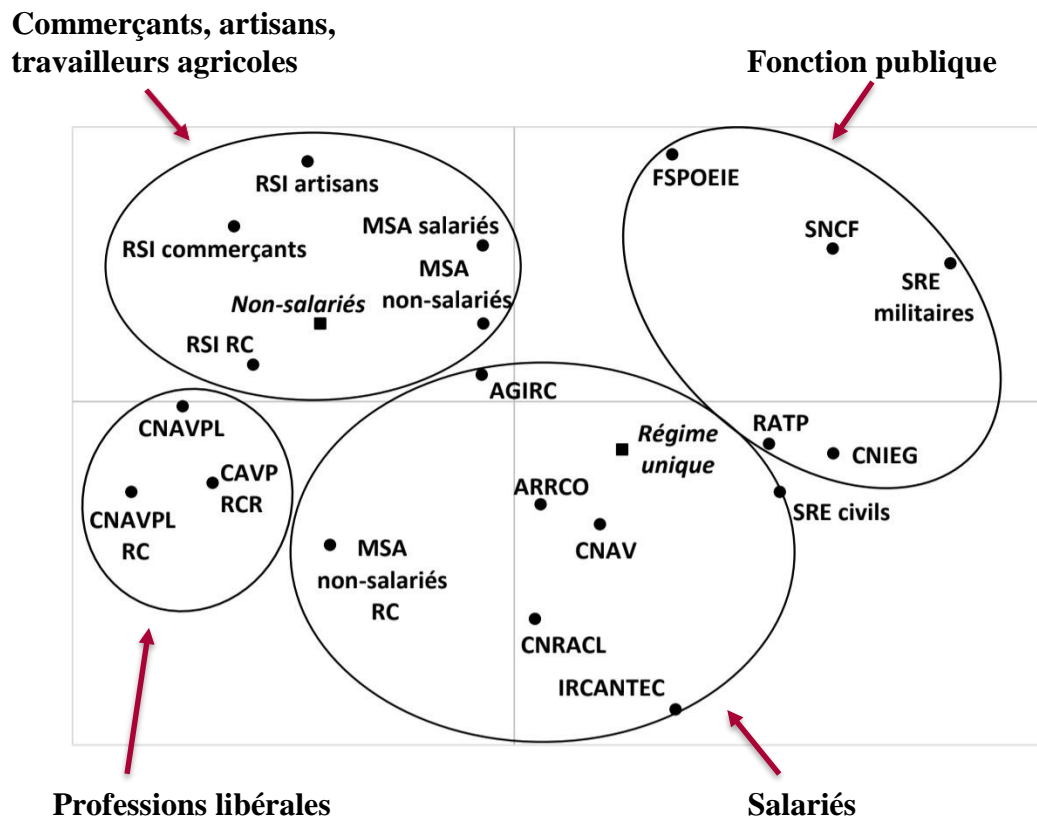 Commerçants, artisans,
travailleurs agricoles
Fonction publique
RSI artisans
FSPOEIE
RSI commerçants
MSA salariés
SNCF
MSA
non-salariés
SRE
militaires
Non-salariés
RSI RC
AGIRC
CNAVPL
Régime
unique
RATP
CNIEG
CAVP
RCR
CNAVPL
RC
ARRCO
SRE civils
CNAV
MSA
non-salariés
RC
CNRACL
IRCANTEC
Professions libérales
Salariés